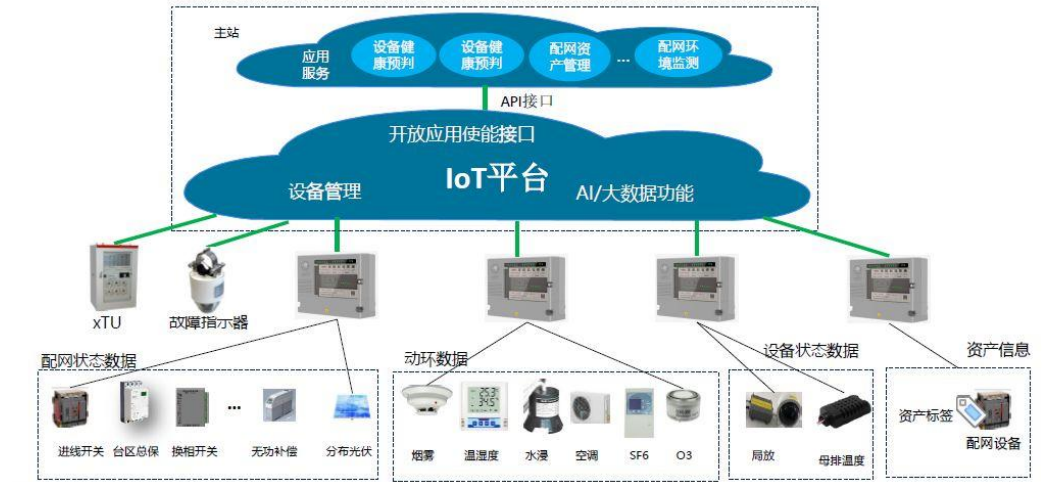 主站
应用
服务
设备健
康预判
设备健
康预判
配网资
产管理
...
配网环
境监测
API接口
开放应用使能接口
IoT平台
设备管理
AI/大数据功能
xTU
故障指示器
配网状态数据
动环数据
设备状态数据
资产信息
进线开关
台区总保
换相开关
...
无功补偿
分布光伏
烟雾
温湿度
水浸
空调
SF6
O3
局放
母排温度
资产标签
配网设备